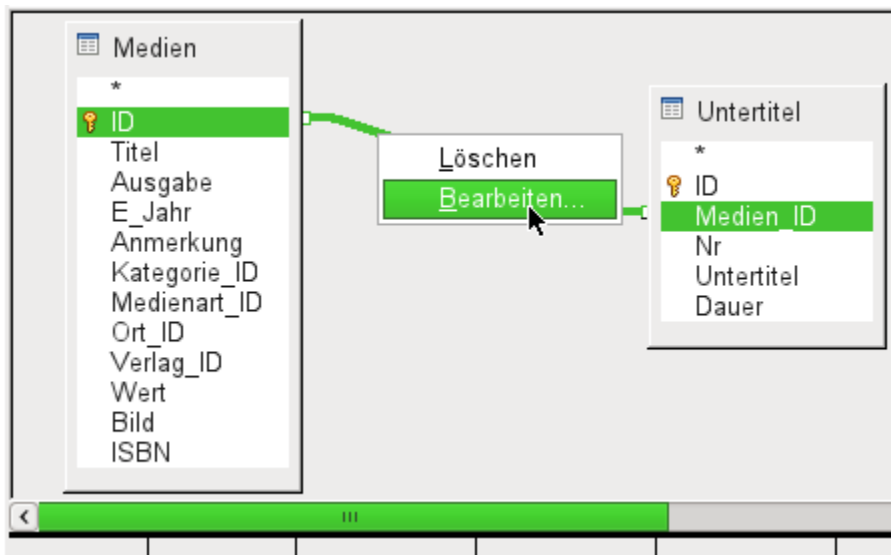 Medien
*
ID
Titel
Ausgabe
E_Jahr
Anmerkung
Kategorie_ID
Medienart_ID
Ort_ID
Verlag_ID
Wert
Bild
ISBN
Löschen
Bearbeiten...
Untertitel
*
ID
Medien_ID
Nr
Untertitel
Dauer